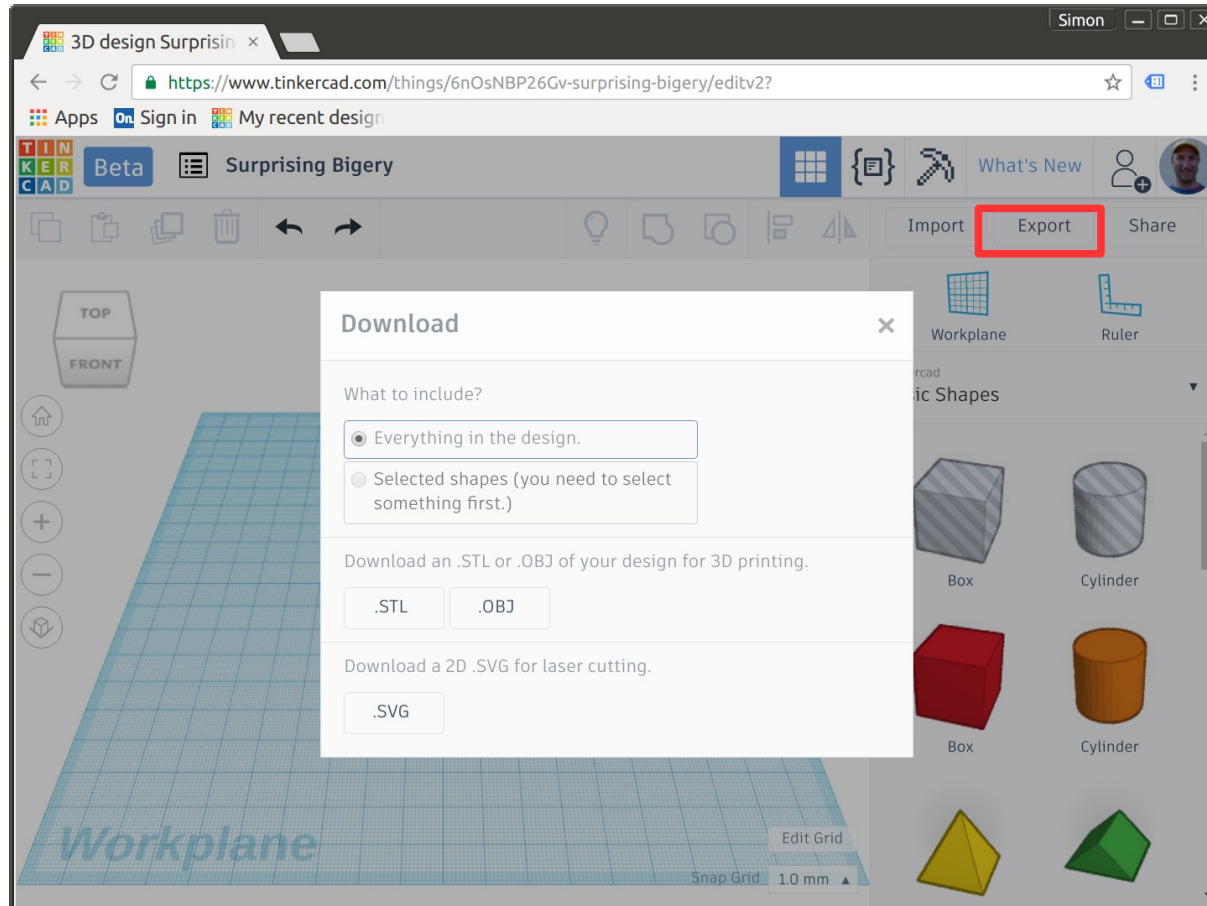 Simon
3D design Surprisin
https://www.tinkercad.com/things/6nOsNBP26Gv-surprising-bigery/editv2?
Apps On Sign in My recent design
TIN
KER
CAD
Beta
Surprising Bigery
What's New
Import Export Share
TOP
FRONT
Workplane
Ruler
Download
What to include?
Everything in the design.
Selected shapes (you need to select
something first.)
Download an .STL or .OBJ of your design for 3D printing.
.STL .OBJ
Download a 2D .SVG for laser cutting.
.SVG
rcad
ic Shapes
Box Cylinder
Box Cylinder
Workplane
Edit Grid
Snap Grid 1.0 mm